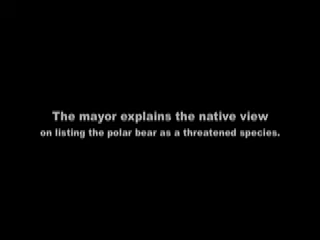 The mayor explains the native view
on listing the polar bear as a threatened species.